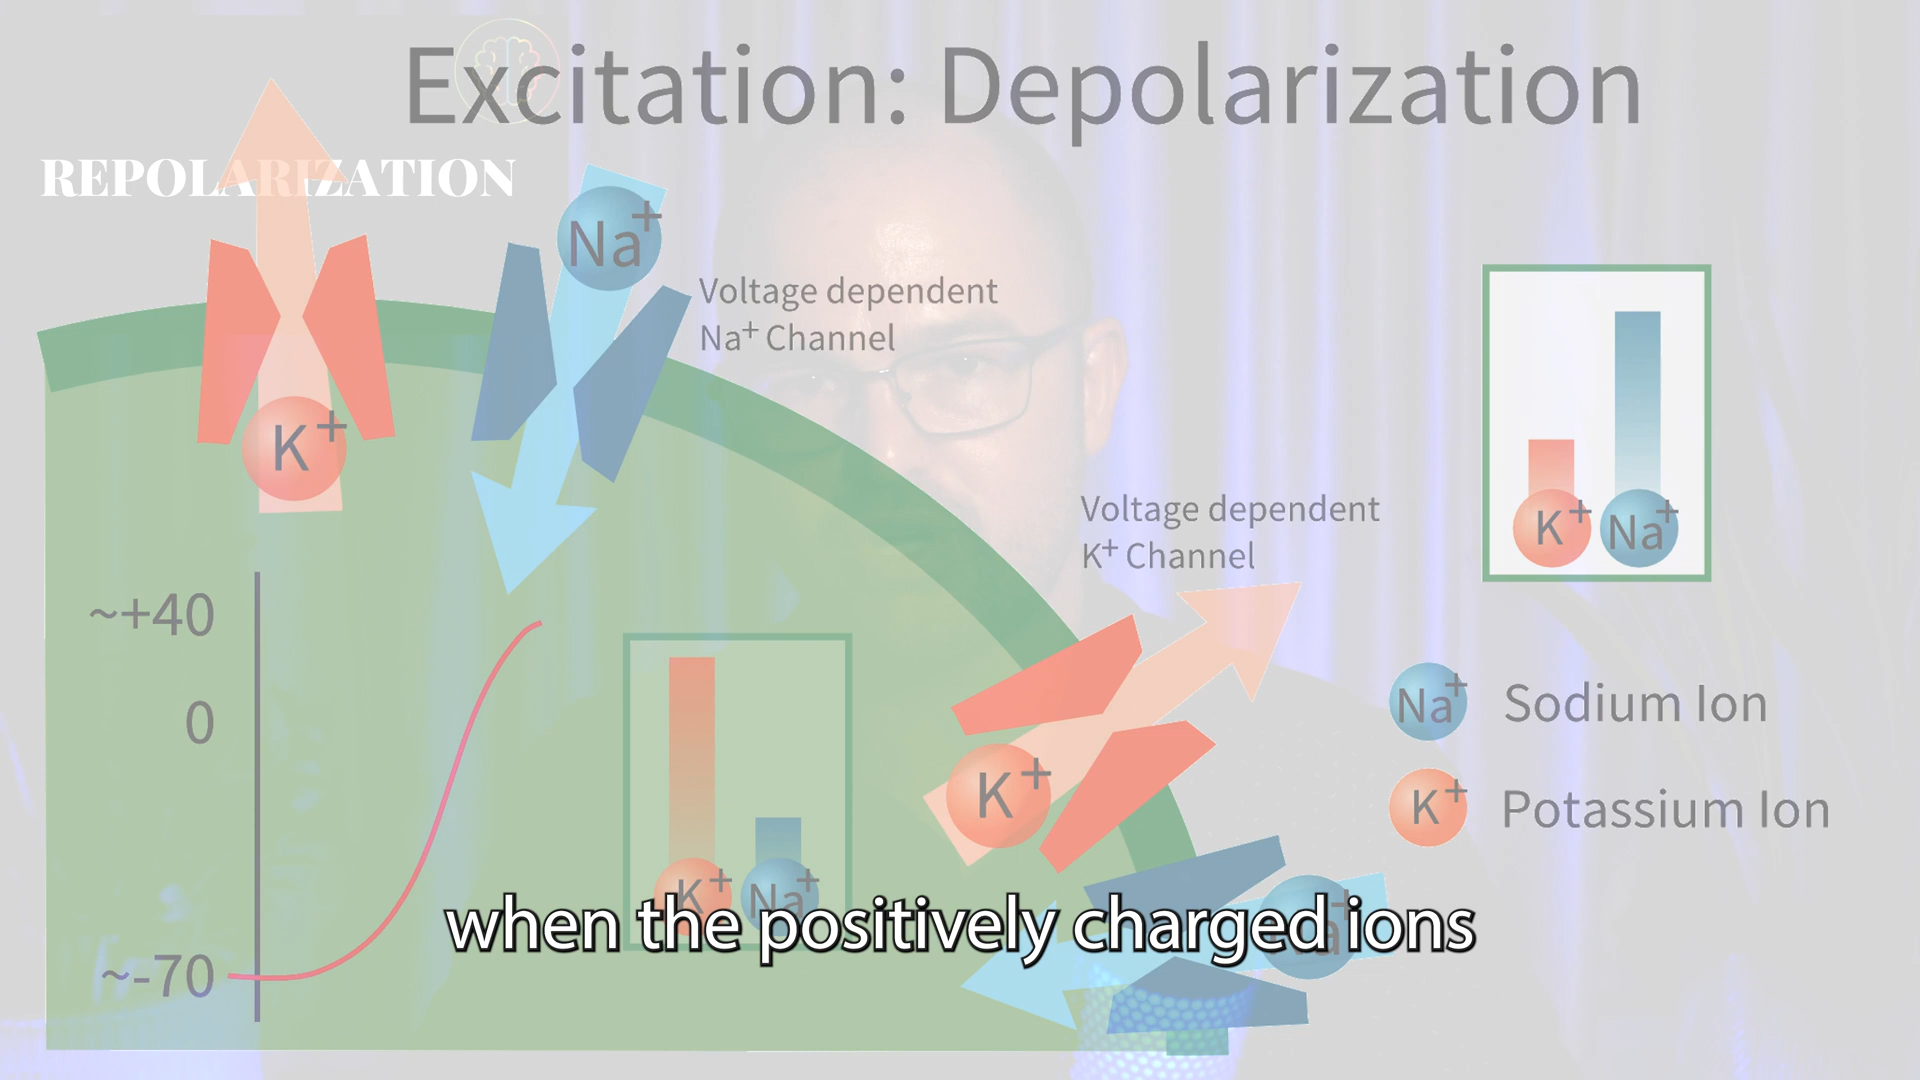 Excitation: Depolarization
REPOLARIZATION
Na+
Voltage dependent
Na+ Channel
K+
Voltage dependent
K+ Channel
K+ Na+
~+40
0
~-70
K+ Na+
K+
Na+ Sodium Ion
K+ Potassium Ion
Na+
when the positively charged ions